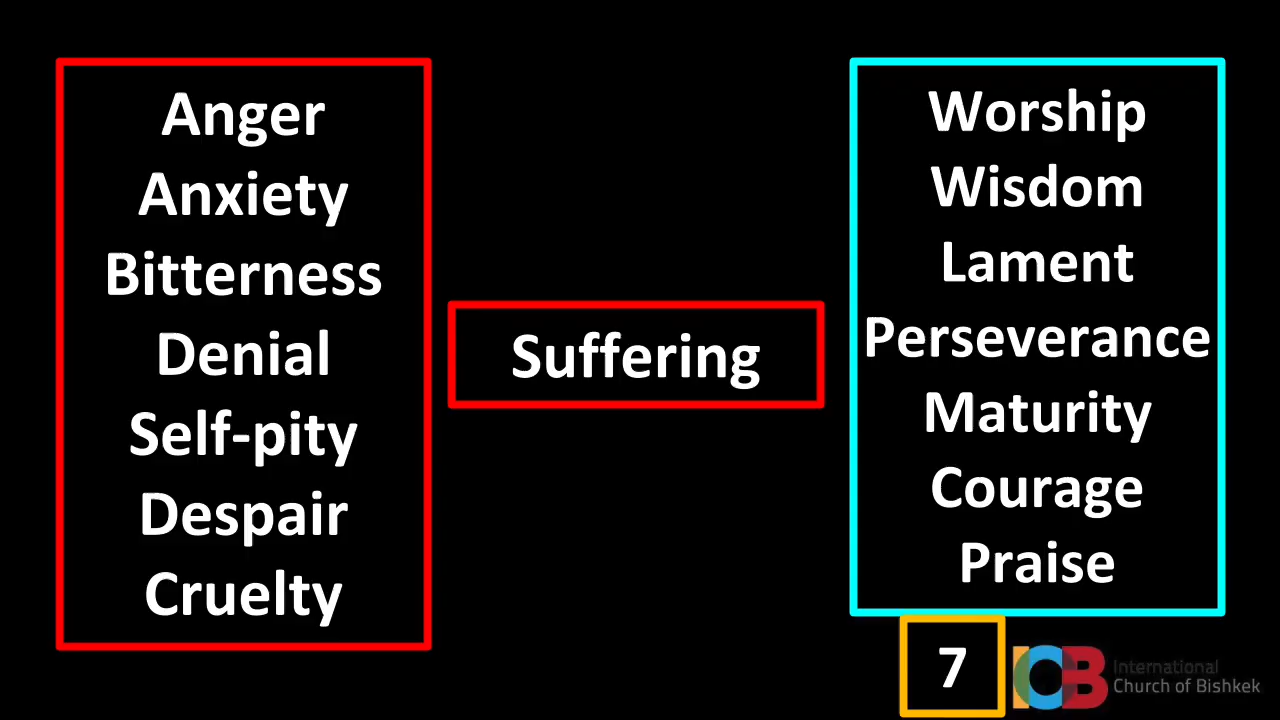 Anger
Anxiety
Bitterness
Denial
Self-pity
Despair
Cruelty
Suffering
Worship
Wisdom
Lament
Perseverance
Maturity
Courage
Praise
7
ICB
International
Church of Bishkek